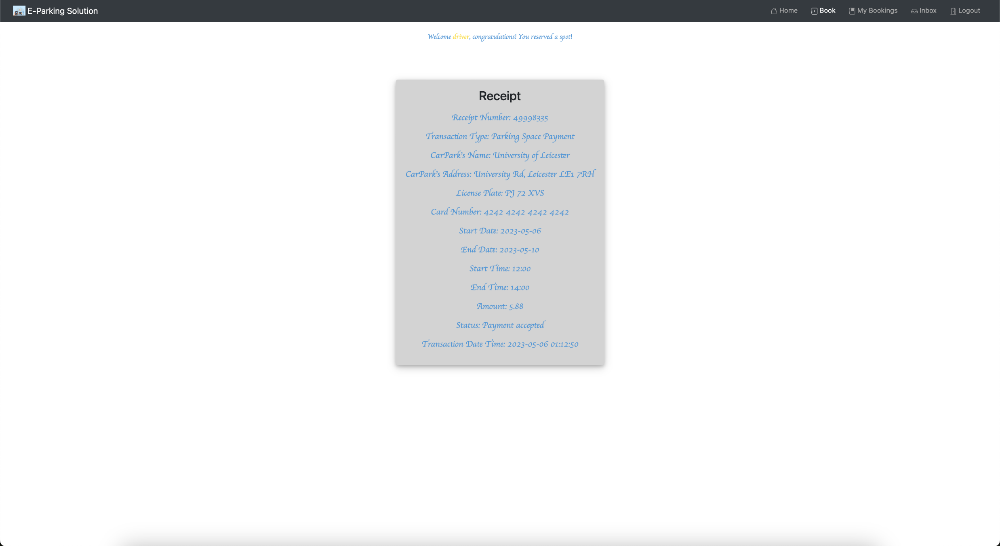 E-Parking Solution
Home
Book
My Bookings
Inbox
Logout
Welcome driver, congratulations! You reserved a spot!
Receipt
Receipt Number: 49998335
Transaction Type: Parking Space Payment
CarPark's Name: University of Leicester
CarPark's Address: University Rd, Leicester LE1 7RH
License Plate: PJ 72 XVS
Card Number: 4242 4242 4242 4242
Start Date: 2023-05-06
End Date: 2023-05-10
Start Time: 12:00
End Time: 14:00
Amount: 5.88
Status: Payment accepted
Transaction Date Time: 2023-05-06 01:12:50